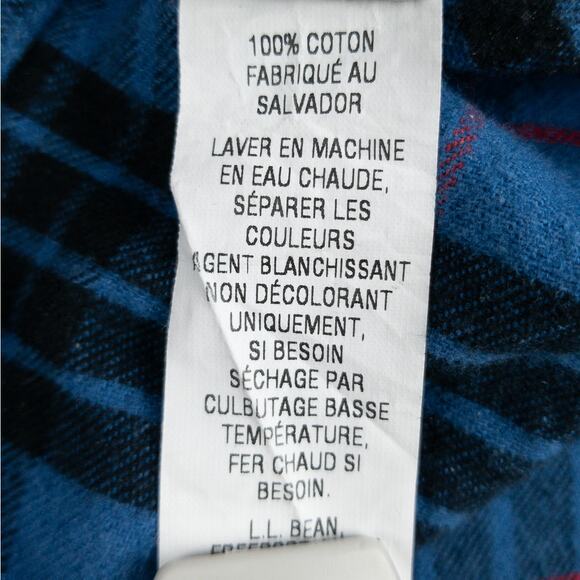 100% COTON
FABRIQUÉ AU
SALVADOR
LAVER EN MACHINE
EN EAU CHAUDE,
SÉPARER LES
COULEURS
AGENT BLANCHISSANT
NON DÉCOLORANT
UNIQUEMENT,
SI BESOIN
SÉCHAGE PAR
CULBUTAGE BASSE
TEMPÉRATURE,
FER CHAUD SI
BESOIN.
L.L. BEAN,